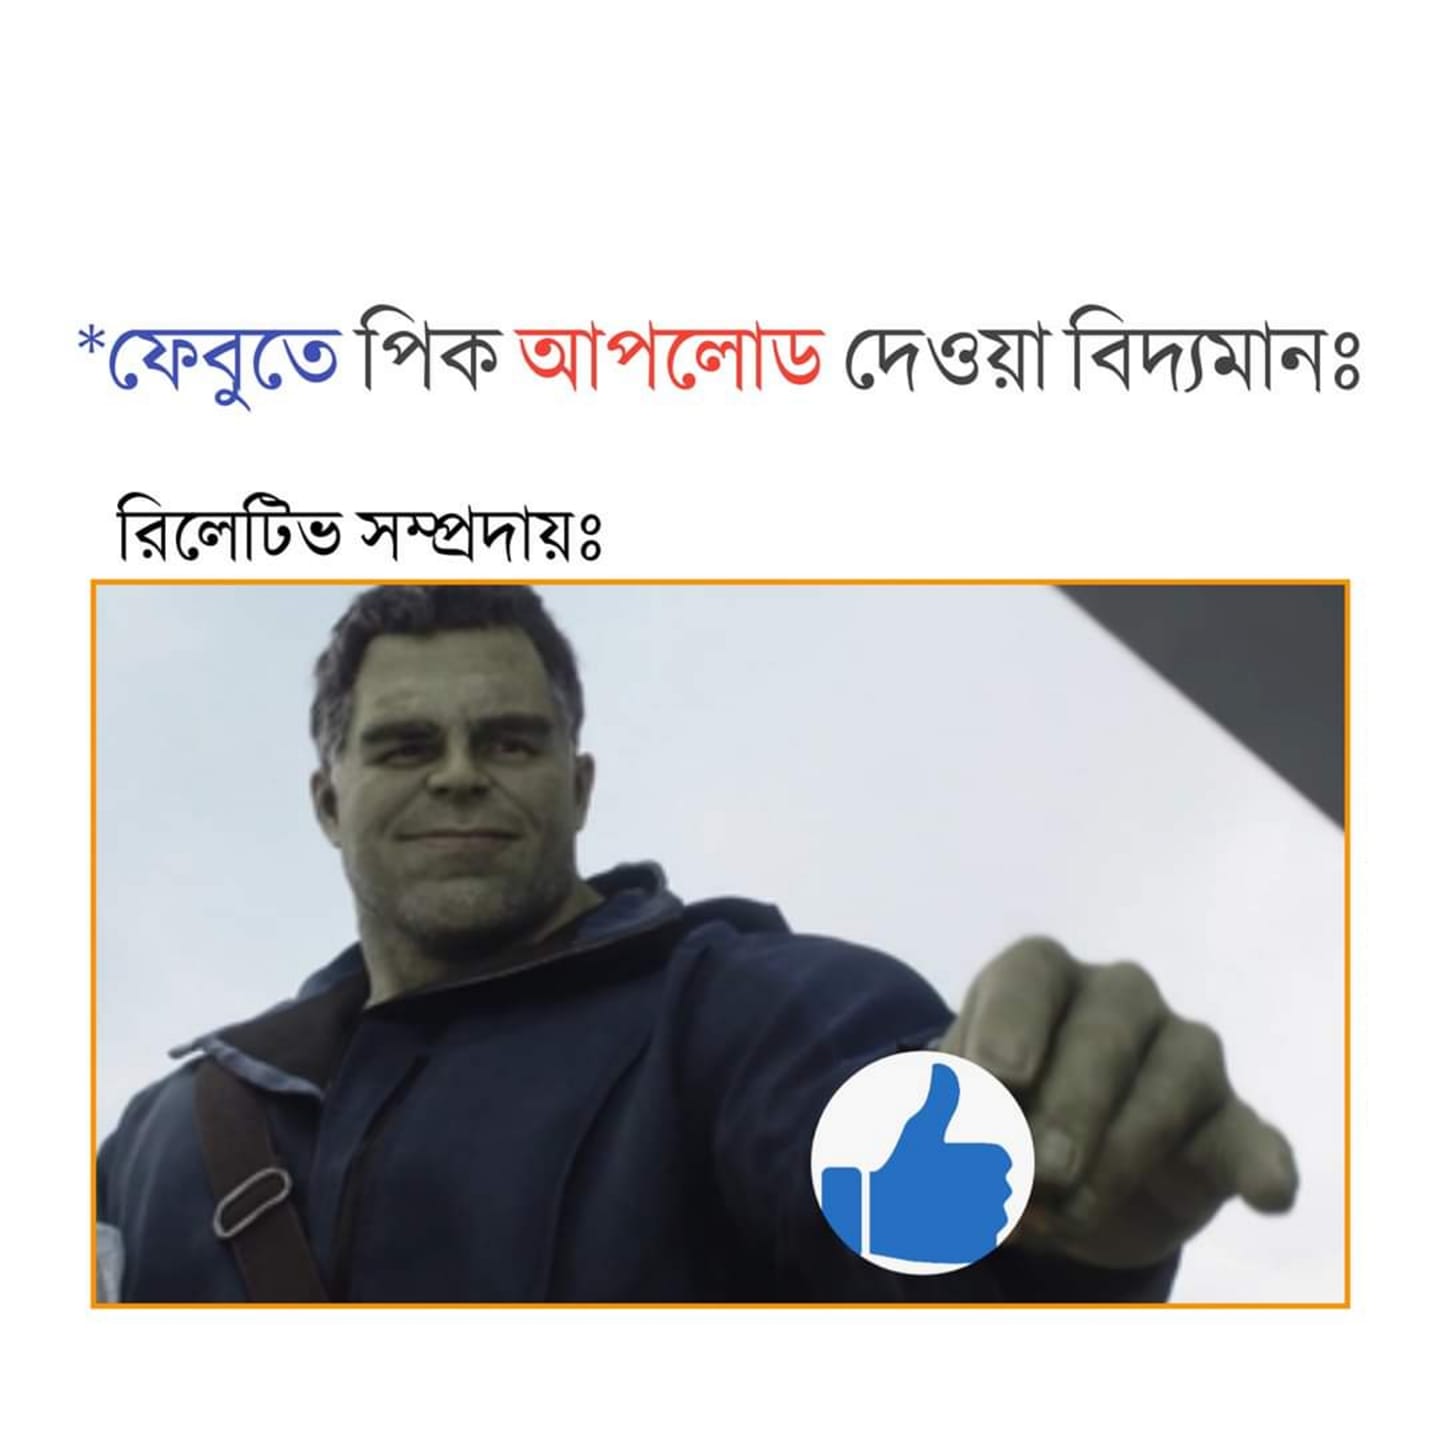 *ফেবুতে পিক আপলোড দেওয়া বিদ্যমানঃ
রিলেটিভ সম্প্রদায়ঃ